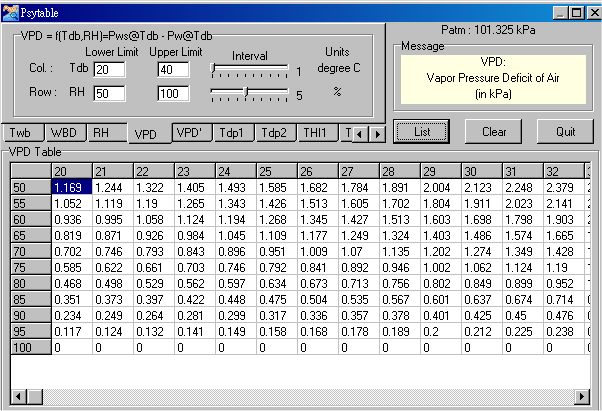 Psytable
VPD = f(Tdb,RH)=Pws@Tdb - Pw@Tdb
Lower Limit Upper Limit Interval Units
Col. : Tdb 20 40 1 degree C
Row : RH 50 100 5 %
Patm : 101.325 kPa
Message
VPD:
Vapor Pressure Deficit of Air
(in kPa)
Twb WBD RH VPD VPD' Tdp1 Tdp2 THI1 T
List Clear Quit
VPD Table
20 21 22 23 24 25 26 27 28 29 30 31 32
50 1.169 1.244 1.322 1.405 1.493 1.585 1.682 1.784 1.891 2.004 2.123 2.248 2.379 2
55 1.052 1.119 1.19 1.265 1.343 1.426 1.513 1.605 1.702 1.804 1.911 2.023 2.141 2
60 0.936 0.995 1.058 1.124 1.194 1.268 1.345 1.427 1.513 1.603 1.698 1.798 1.903 2
65 0.819 0.871 0.926 0.984 1.045 1.109 1.177 1.249 1.324 1.403 1.486 1.574 1.665 1
70 0.702 0.746 0.793 0.843 0.896 0.951 1.009 1.07 1.135 1.202 1.274 1.349 1.428 1
75 0.585 0.622 0.661 0.703 0.746 0.792 0.841 0.892 0.946 1.002 1.062 1.124 1.19 1
80 0.468 0.498 0.529 0.562 0.597 0.634 0.673 0.713 0.756 0.802 0.849 0.899 0.952 1
85 0.351 0.373 0.397 0.422 0.448 0.475 0.504 0.535 0.567 0.601 0.637 0.674 0.714 0
90 0.234 0.249 0.264 0.281 0.299 0.317 0.336 0.357 0.378 0.401 0.425 0.45 0.476 0
95 0.117 0.124 0.132 0.141 0.149 0.158 0.168 0.178 0.189 0.2 0.212 0.225 0.238 0
100 0 0 0 0 0 0 0 0 0 0 0 0 0 0